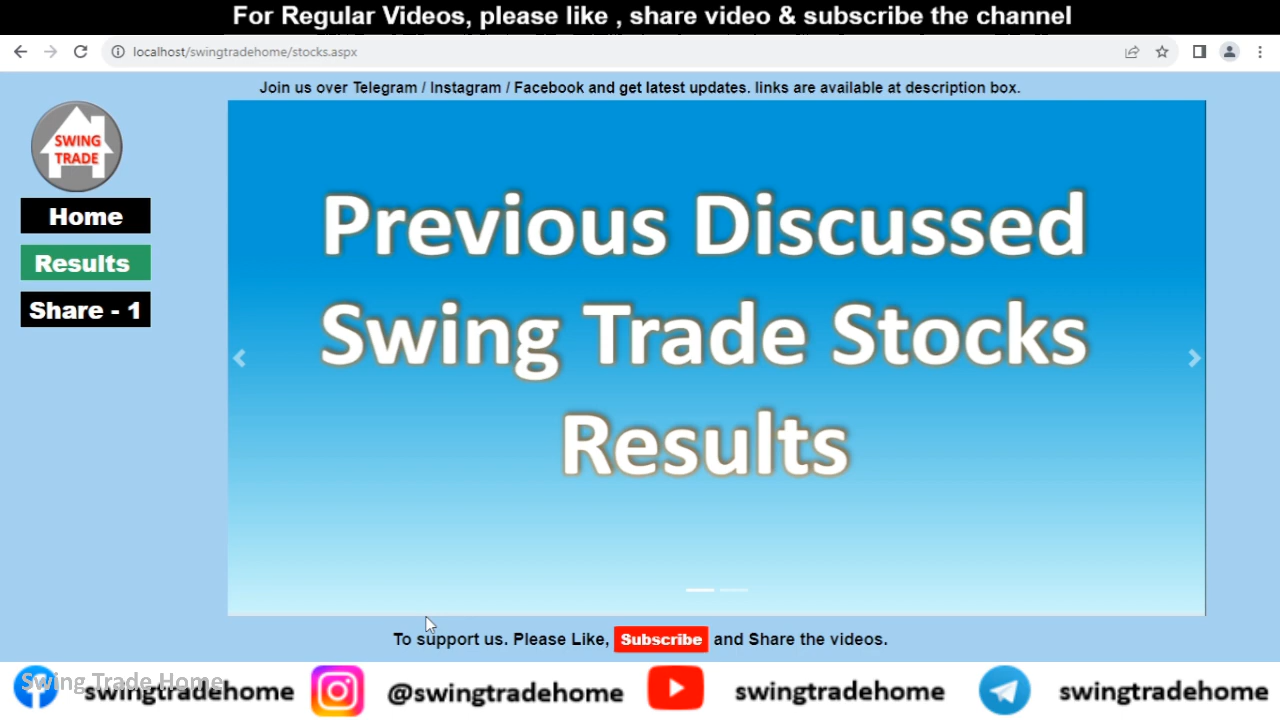 For Regular Videos, please like , share video & subscribe the channel
localhost/swingtradehome/stocks.aspx
Join us over Telegram / Instagram / Facebook and get latest updates. links are available at description box.
SWING
TRADE
Home
Results
Share - 1
Previous Discussed
Swing Trade Stocks
Results
To support us. Please Like, Subscribe and Share the videos.
Swing Trade Home
swingtradehome
@swingtradehome
swingtradehome
swingtradehome